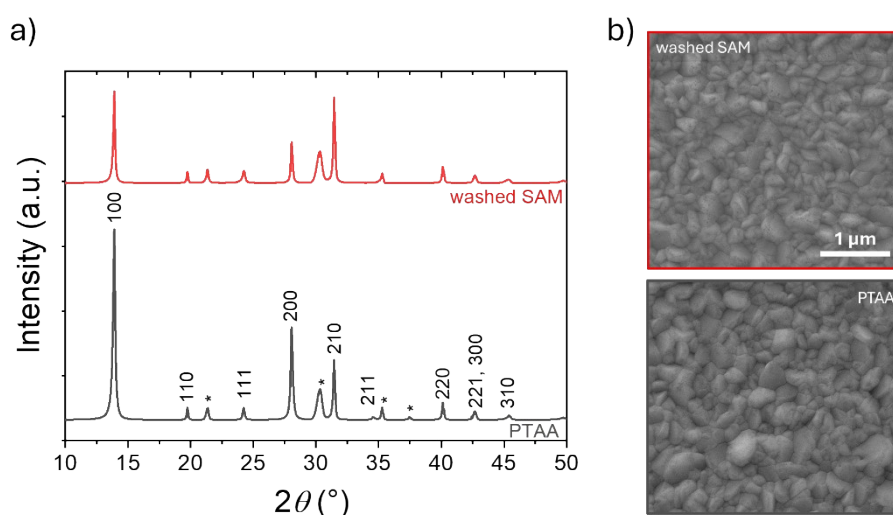 a)
Intensity (a.u.)
washed SAM
100
110
*
111
200
*
210
211
*
*
220
221, 300
310
PTAA
10 15 20 25 30 35 40 45 50
2θ (°)
b)
washed SAM
1 µm
PTAA